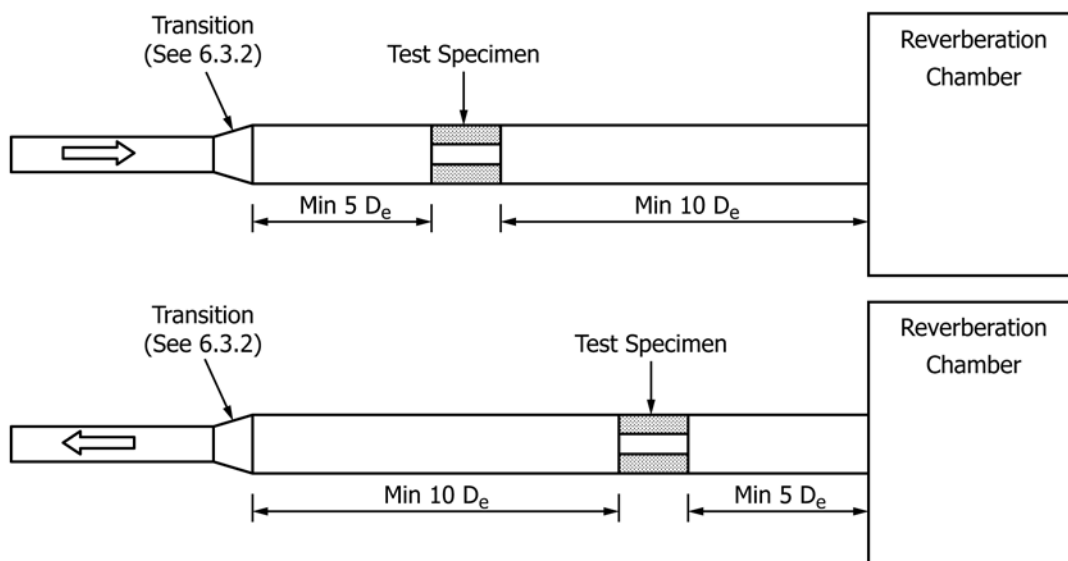 Transition
(See 6.3.2)
Test Specimen
Reverberation
Chamber
Min 5 De
Min 10 De
Transition
(See 6.3.2)
Test Specimen
Reverberation
Chamber
Min 10 De
Min 5 De